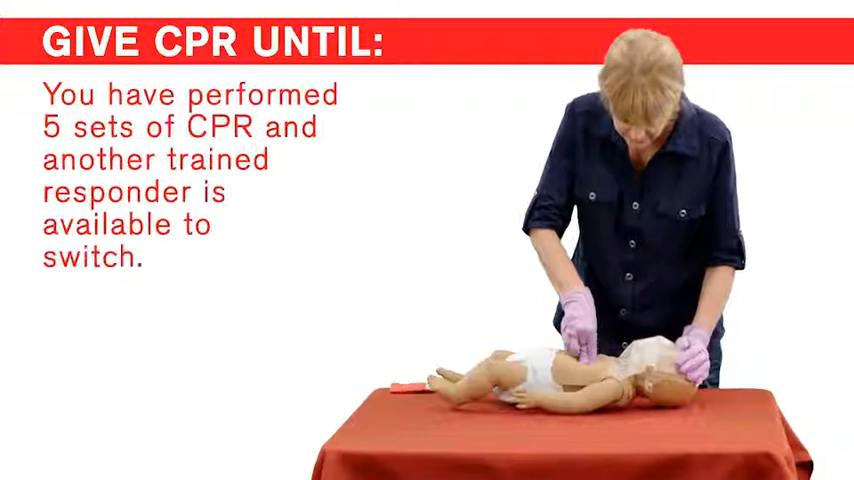 GIVE CPR UNTIL:
You have performed
5 sets of CPR and
another trained
responder is
available to
switch.